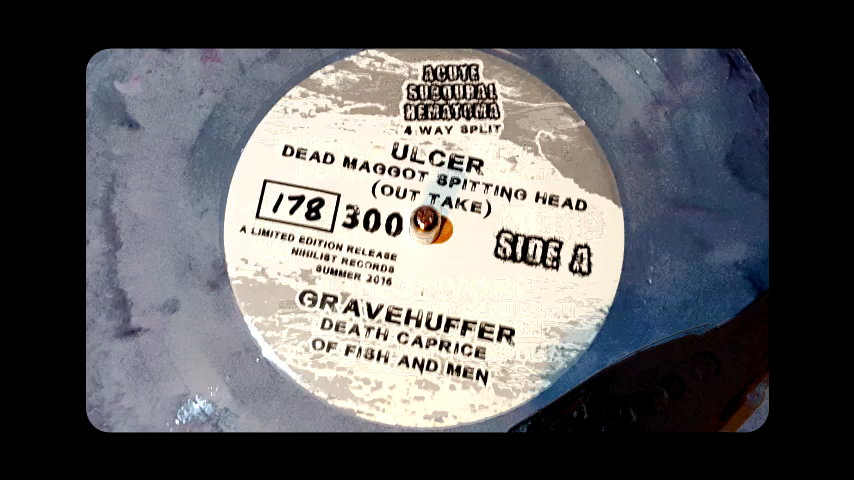 ACUTE
SUBDURAL
HEMATOMA
4 WAY SPLIT
ULCER
DEAD MAGGOT SPITTING HEAD
(OUT TAKE)
178 300
SIDE A
A LIMITED EDITION RELEASE
NIHILIST RECORDS
SUMMER 2016
GRAVEHUFFER
DEATH CAPRICE
OF FISH AND MEN